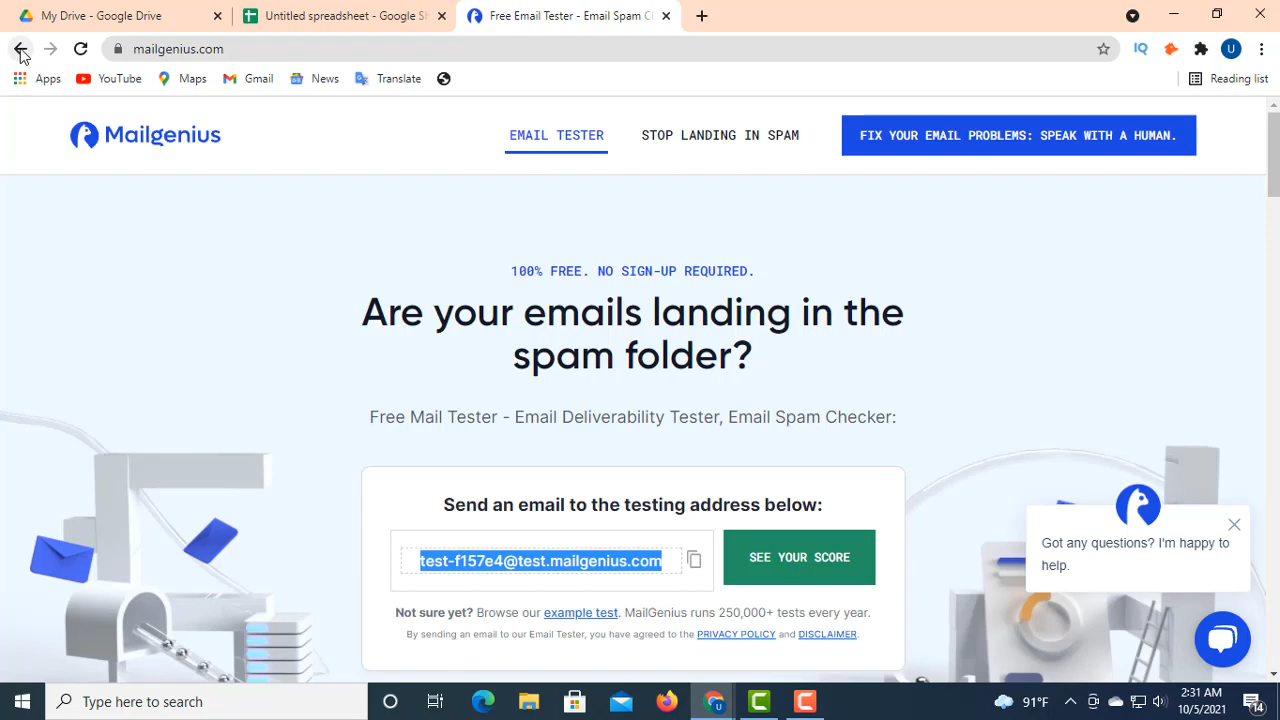 My Drive - Google Drive
Untitled spreadsheet - Google Sh
Free Email Tester - Email Spam C
mailgenius.com
IQ
U
Apps
YouTube
Maps
Gmail
News
Translate
Reading list
Mailgenius
EMAIL TESTER
STOP LANDING IN SPAM
FIX YOUR EMAIL PROBLEMS: SPEAK WITH A HUMAN.
100% FREE. NO SIGN-UP REQUIRED.
Are your emails landing in the
spam folder?
Free Mail Tester - Email Deliverability Tester, Email Spam Checker:
Send an email to the testing address below:
test-f157e4@test.mailgenius.com
SEE YOUR SCORE
Not sure yet? Browse our example test. MailGenius runs 250,000+ tests every year.
By sending an email to our Email Tester, you have agreed to the PRIVACY POLICY and DISCLAIMER.
Got any questions? I'm happy to
help.
Type here to search
91°F
2:31 AM
10/5/2021
14